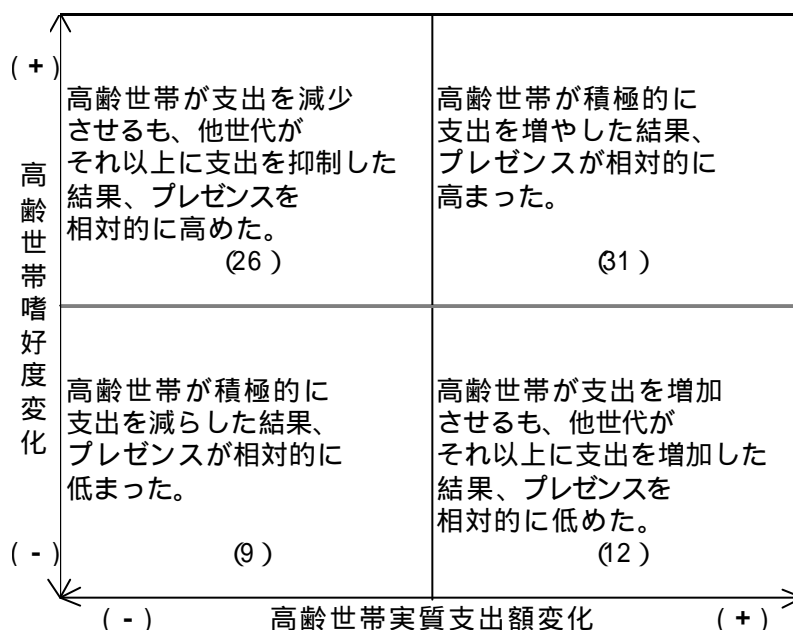 (+)
高齢世帯が支出を減少
させるも、他世代が
それ以上に支出を抑制した
結果、プレゼンスを
相対的に高めた。
(26)
高齢世帯が積極的に
支出を増やした結果、
プレゼンスが相対的に
高まった。
(31)
高齢世帯嗜好度変化
高齢世帯が積極的に
支出を減らした結果、
プレゼンスが相対的に
低まった。
(9)
高齢世帯が支出を増加
させるも、他世代が
それ以上に支出を増加した
結果、プレゼンスを
相対的に低めた。
(12)
(-)
(-) 高齢世帯実質支出額変化 (+)